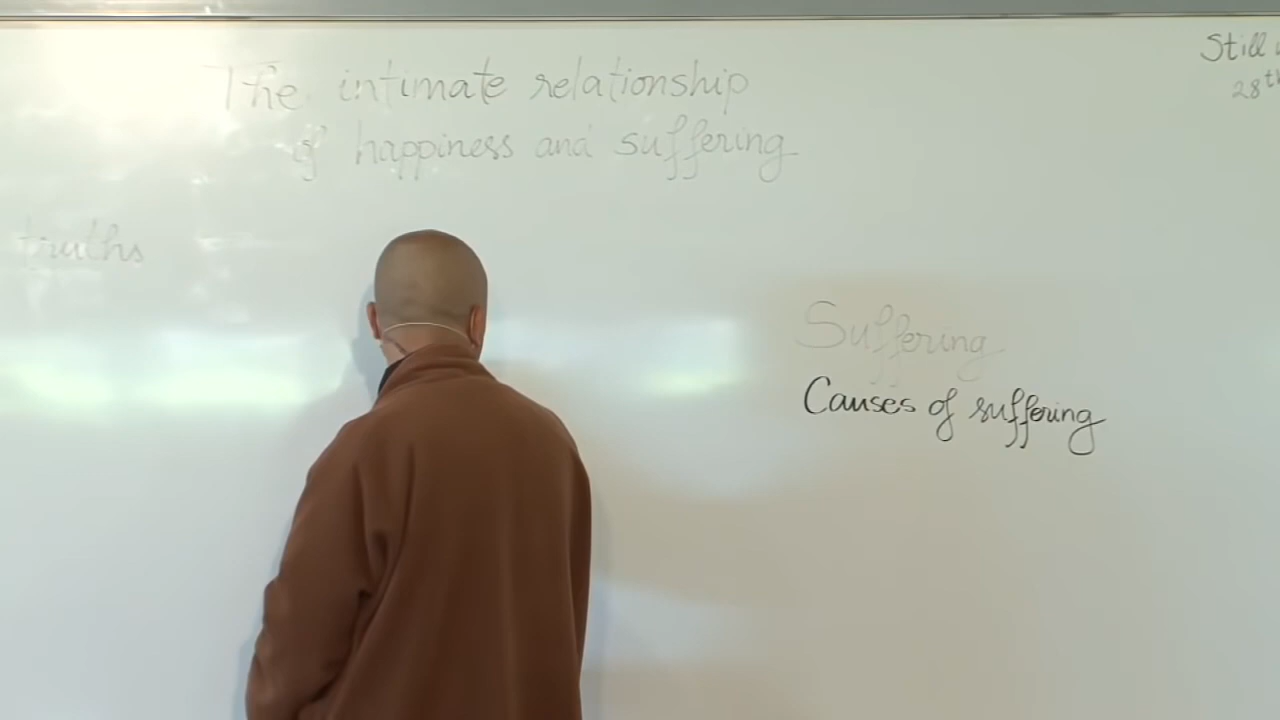 The intimate relationship
of happiness and suffering
Still
28th
truths
Suffering
Causes of suffering